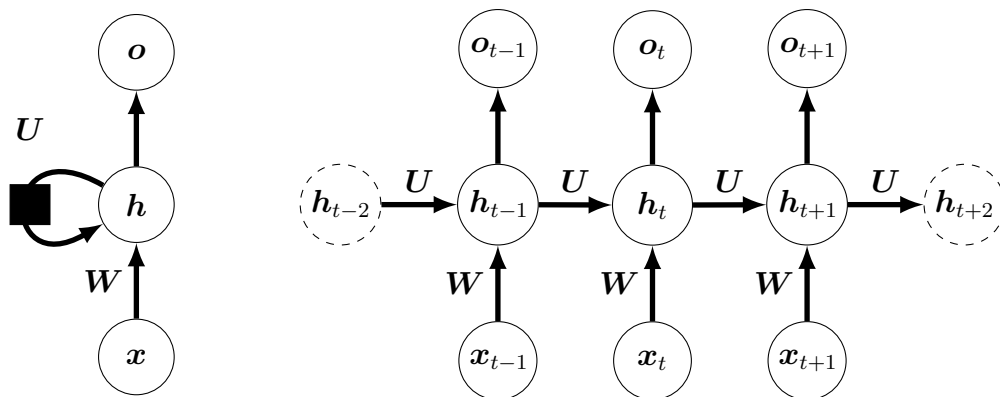 o
U
h
W
x
o_{t−1} o_t o_{t+1}
U U U U
h_{t−2} h_{t−1} h_t h_{t+1} h_{t+2}
W W W
x_{t−1} x_t x_{t+1}